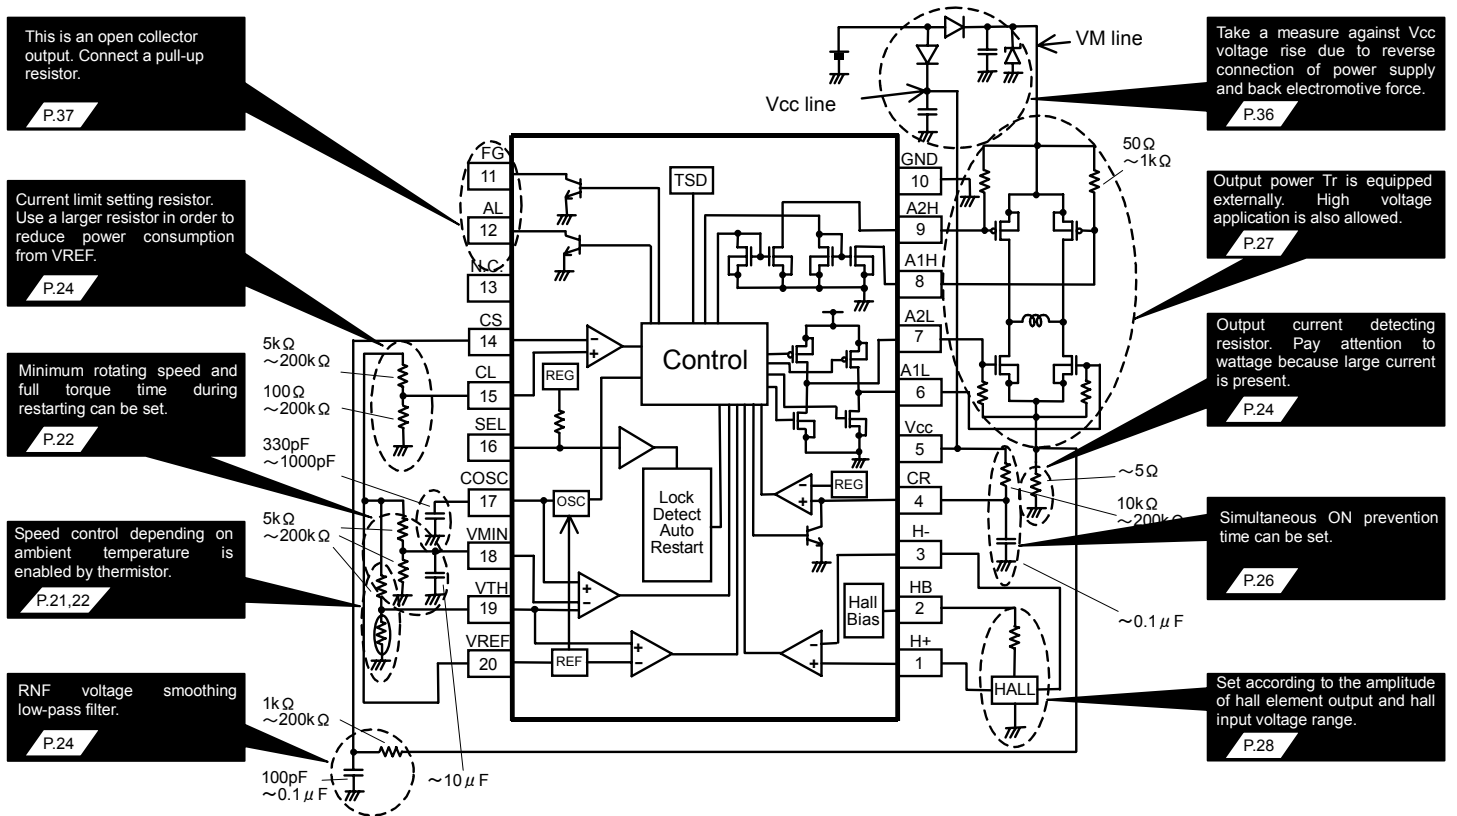 This is an open collector
output. Connect a pull-up
resistor.
P.37
Current limit setting resistor.
Use a larger resistor in order to
reduce power consumption
from VREF.
P.24
Minimum rotating speed and
full torque time during
restarting can be set.
P.22
Speed control depending on
ambient temperature is
enabled by thermistor.
P.21,22
RNF voltage smoothing
low-pass filter.
P.24
5kΩ
～200kΩ
100Ω
～200kΩ
330pF
～1000pF
5kΩ
～200kΩ
1kΩ
～200kΩ
100pF
～0.1μF
～10μF
FG
11
AL
12
N.C.
13
CS
14
CL
15
SEL
16
COSC
17
VMIN
18
VTH
19
VREF
20
TSD
Control
REG
OSC
Lock
Detect
Auto
Restart
REF
REG
Hall
Bias
GND
10
A2H
9
A1H
8
A2L
7
A1L
6
Vcc
5
CR
4
H-
3
HB
2
H+
1
VM line
Vcc line
50Ω
～1kΩ
～5Ω
10kΩ
～200kΩ
～0.1μF
HALL
Take a measure against Vcc
voltage rise due to reverse
connection of power supply
and back electromotive force.
P.36
Output power Tr is equipped
externally. High voltage
application is also allowed.
P.27
Output current detecting
resistor. Pay attention to
wattage because large current
is present.
P.24
Simultaneous ON prevention
time can be set.
P.26
Set according to the amplitude
of hall element output and hall
input voltage range.
P.28